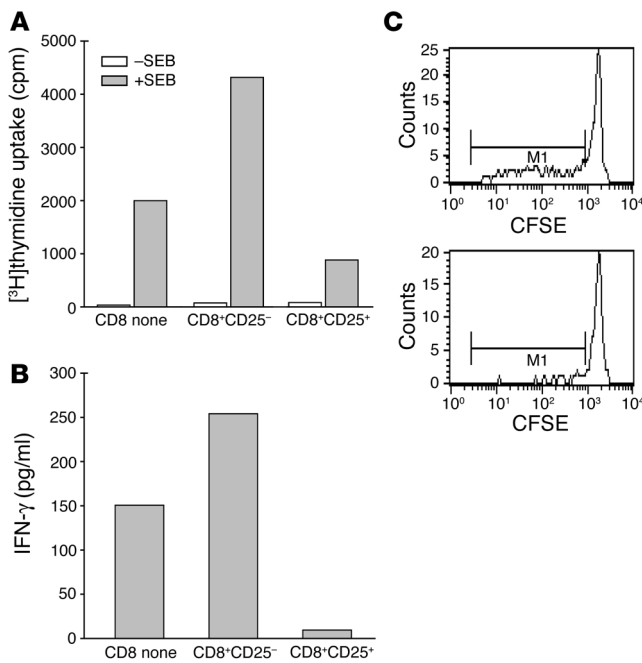 A
[³H]thymidine uptake (cpm)
5000
4000
3000
2000
1000
0
–SEB
+SEB
CD8 none
CD8⁺CD25⁻
CD8⁺CD25⁺
B
IFN-γ (pg/ml)
300
250
200
150
100
50
0
CD8 none
CD8⁺CD25⁻
CD8⁺CD25⁺
C
Counts
25
20
15
10
5
0
M1
10⁰ 10¹ 10² 10³ 10⁴
CFSE
Counts
20
15
10
5
0
M1
10⁰ 10¹ 10² 10³ 10⁴
CFSE